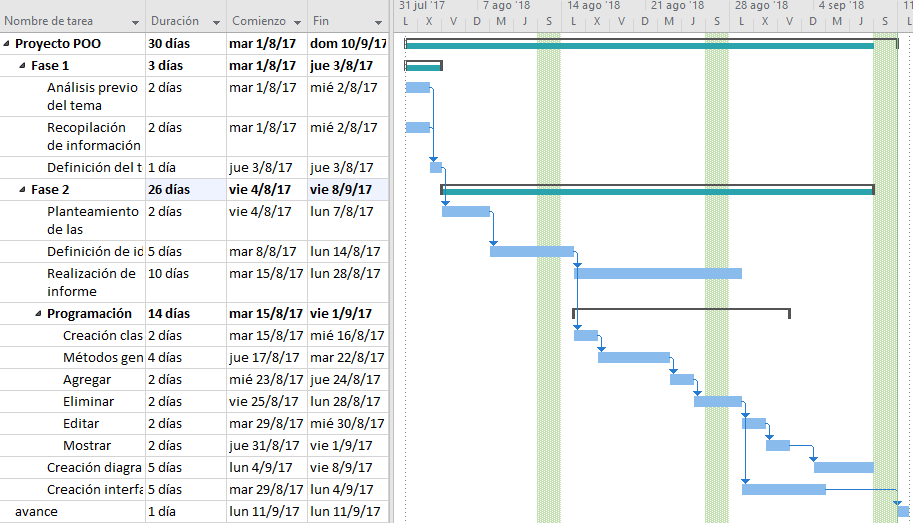 31 jul '17 7 ago '18 14 ago '18 21 ago '18 28 ago '18 4 sep '18 11
Nombre de tarea Duración Comienzo Fin L X V D M J S L X V D M J S L X V D M J S L
Proyecto POO 30 días mar 1/8/17 dom 10/9/17
Fase 1 3 días mar 1/8/17 jue 3/8/17
Análisis previo 2 días mar 1/8/17 mié 2/8/17
del tema
Recopilación 2 días mar 1/8/17 mié 2/8/17
de información
Definición del t 1 día jue 3/8/17 jue 3/8/17
Fase 2 26 días vie 4/8/17 vie 8/9/17
Planteamiento 2 días vie 4/8/17 lun 7/8/17
de las
Definición de id 5 días mar 8/8/17 lun 14/8/17
Realización de 10 días mar 15/8/17 lun 28/8/17
informe
Programación 14 días mar 15/8/17 vie 1/9/17
Creación clas 2 días mar 15/8/17 mié 16/8/17
Métodos gen 4 días jue 17/8/17 mar 22/8/17
Agregar 2 días mié 23/8/17 jue 24/8/17
Eliminar 2 días vie 25/8/17 lun 28/8/17
Editar 2 días mar 29/8/17 mié 30/8/17
Mostrar 2 días jue 31/8/17 vie 1/9/17
Creación diagra 5 días lun 4/9/17 vie 8/9/17
Creación interfa 5 días mar 29/8/17 lun 4/9/17
avance 1 día lun 11/9/17 lun 11/9/17